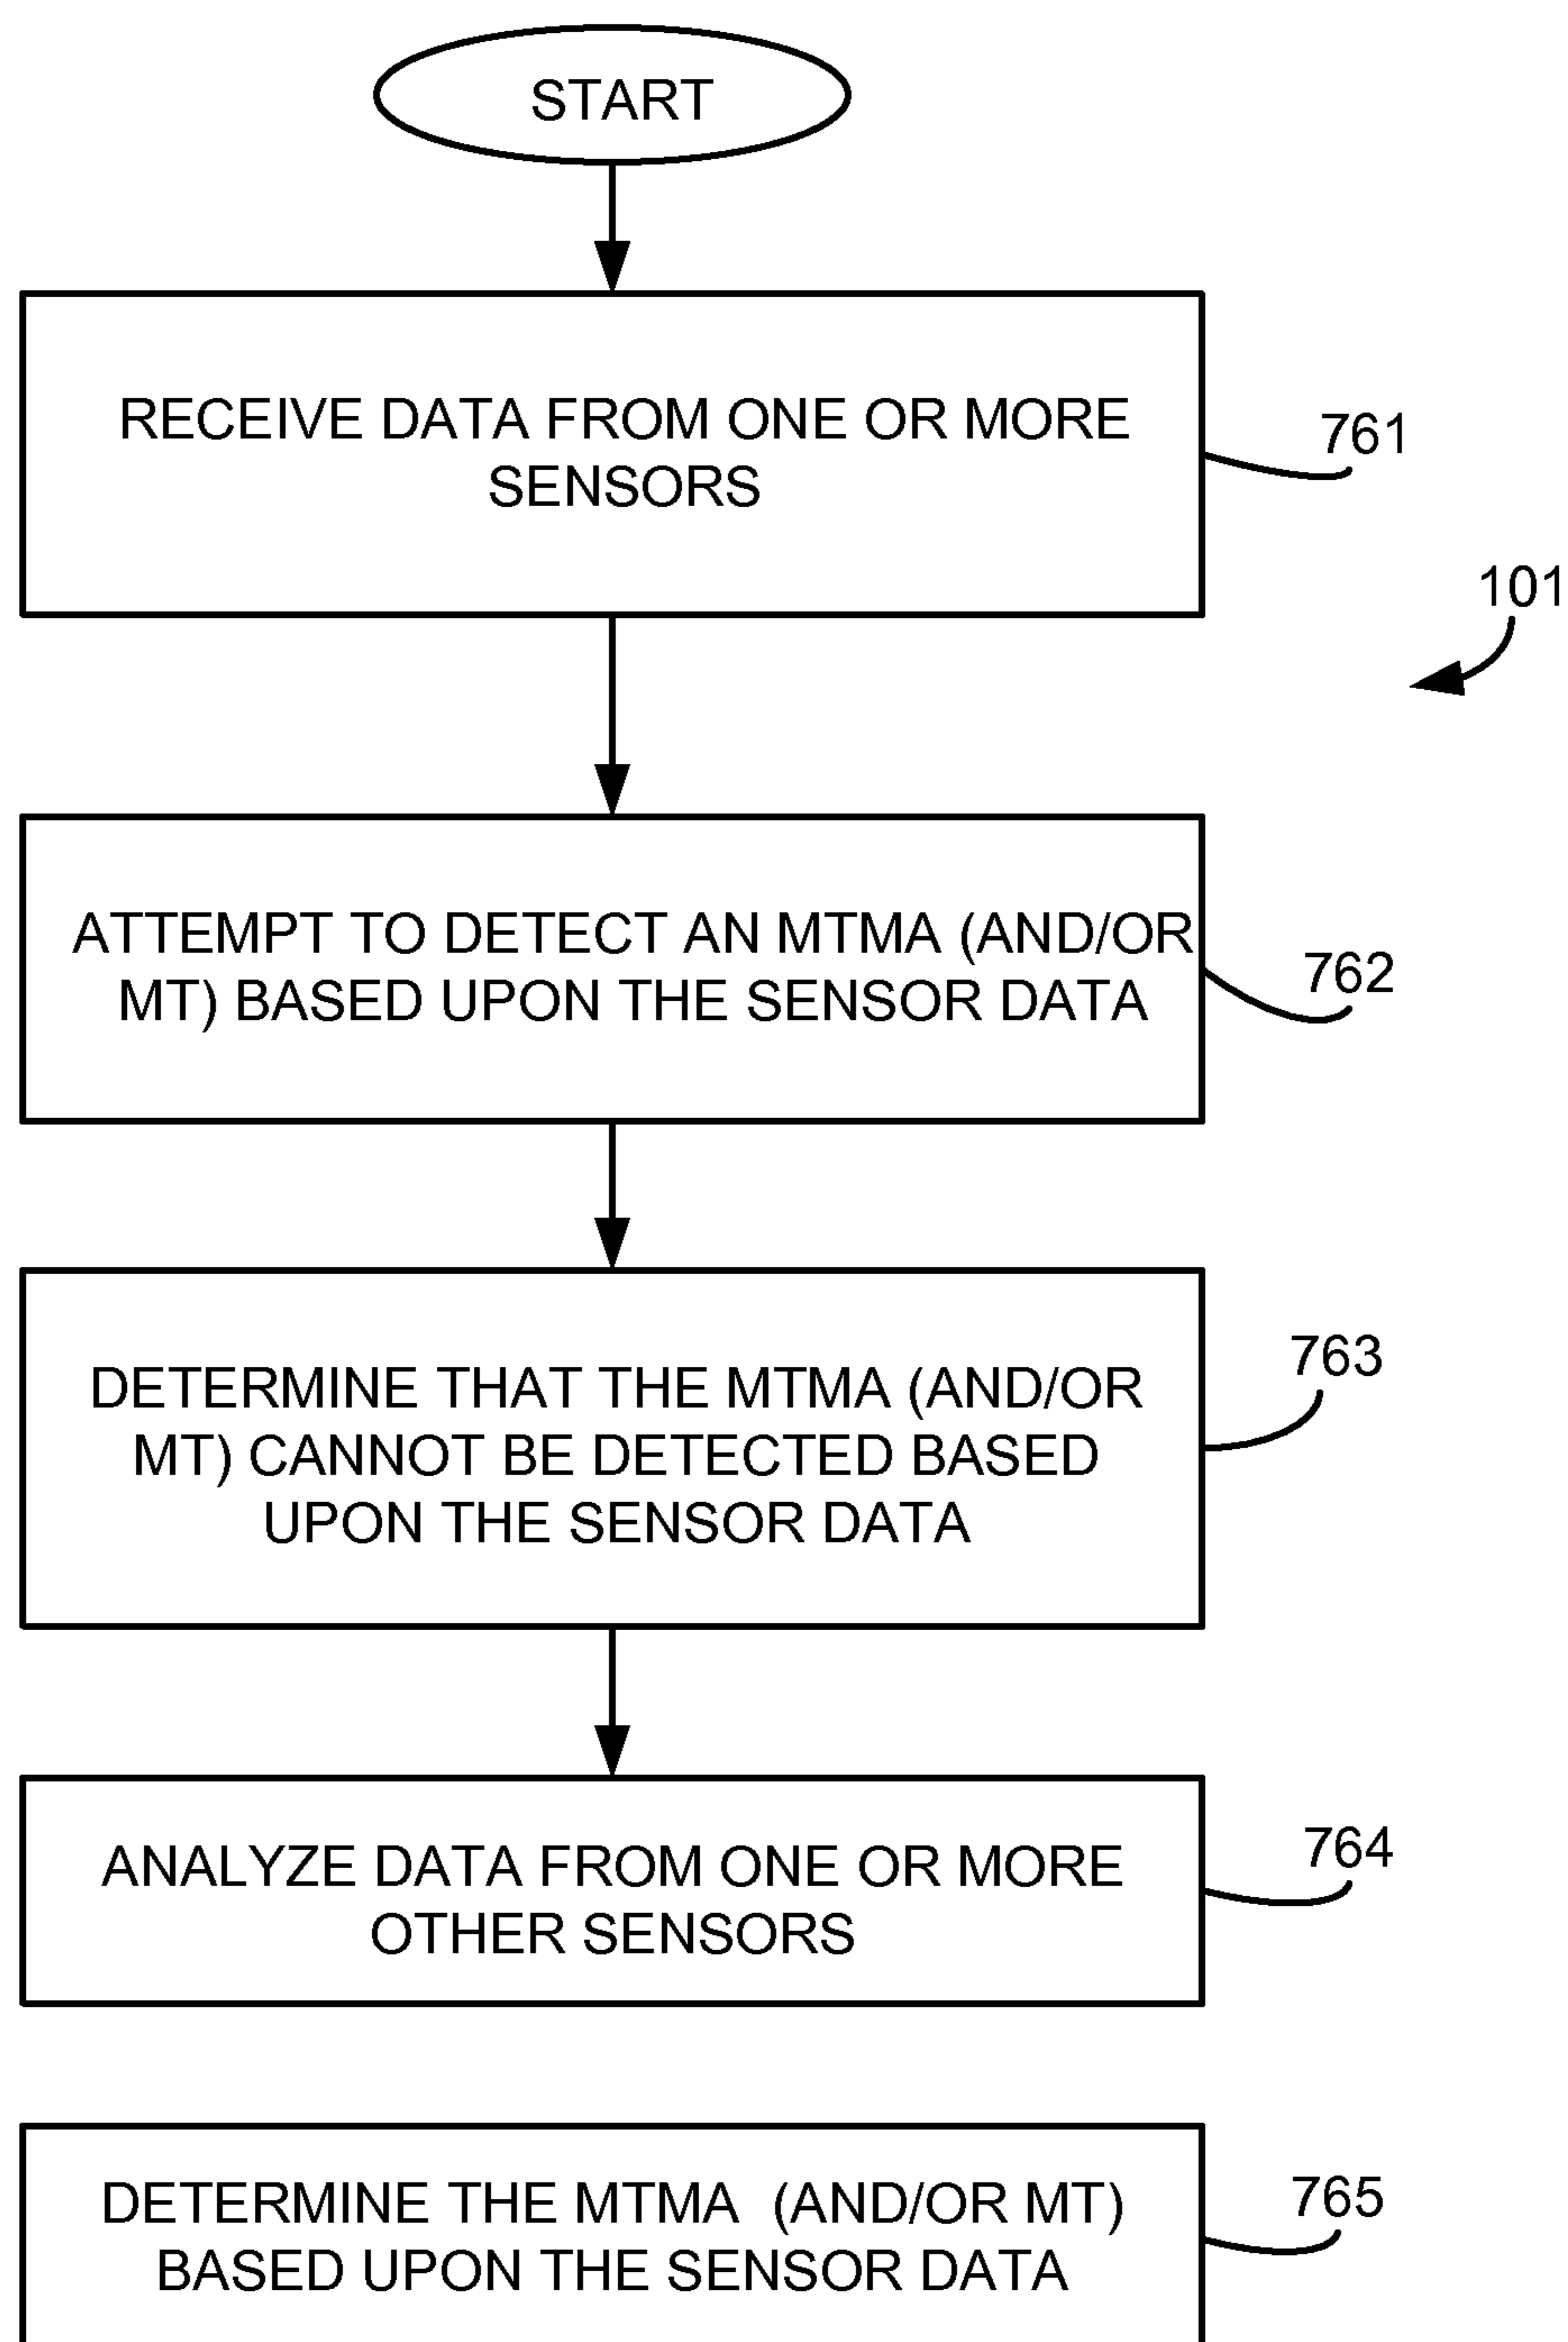 START
RECEIVE DATA FROM ONE OR MORE
SENSORS
761
101
ATTEMPT TO DETECT AN MTMA (AND/OR
MT) BASED UPON THE SENSOR DATA
762
DETERMINE THAT THE MTMA (AND/OR
MT) CANNOT BE DETECTED BASED
UPON THE SENSOR DATA
763
ANALYZE DATA FROM ONE OR MORE
OTHER SENSORS
764
DETERMINE THE MTMA (AND/OR MT)
BASED UPON THE SENSOR DATA
765